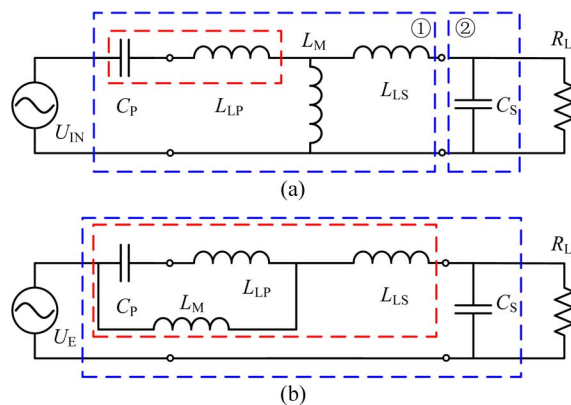 ① ②
L_M R_L
C_P L_LP L_LS C_S
U_IN
(a)
R_L
C_P L_M L_LP L_LS C_S
U_E
(b)